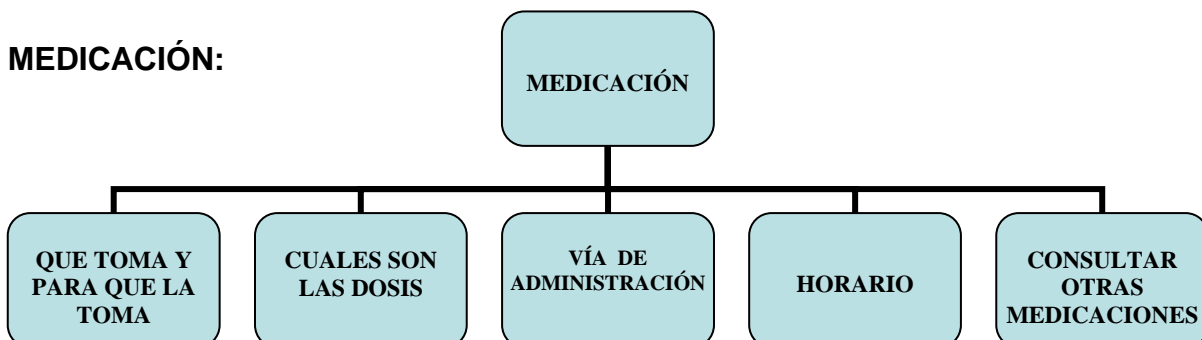 MEDICACIÓN:
MEDICACIÓN
QUE TOMA Y
PARA QUE LA
TOMA
CUALES SON
LAS DOSIS
VÍA DE
ADMINISTRACIÓN
HORARIO
CONSULTAR
OTRAS
MEDICACIONES